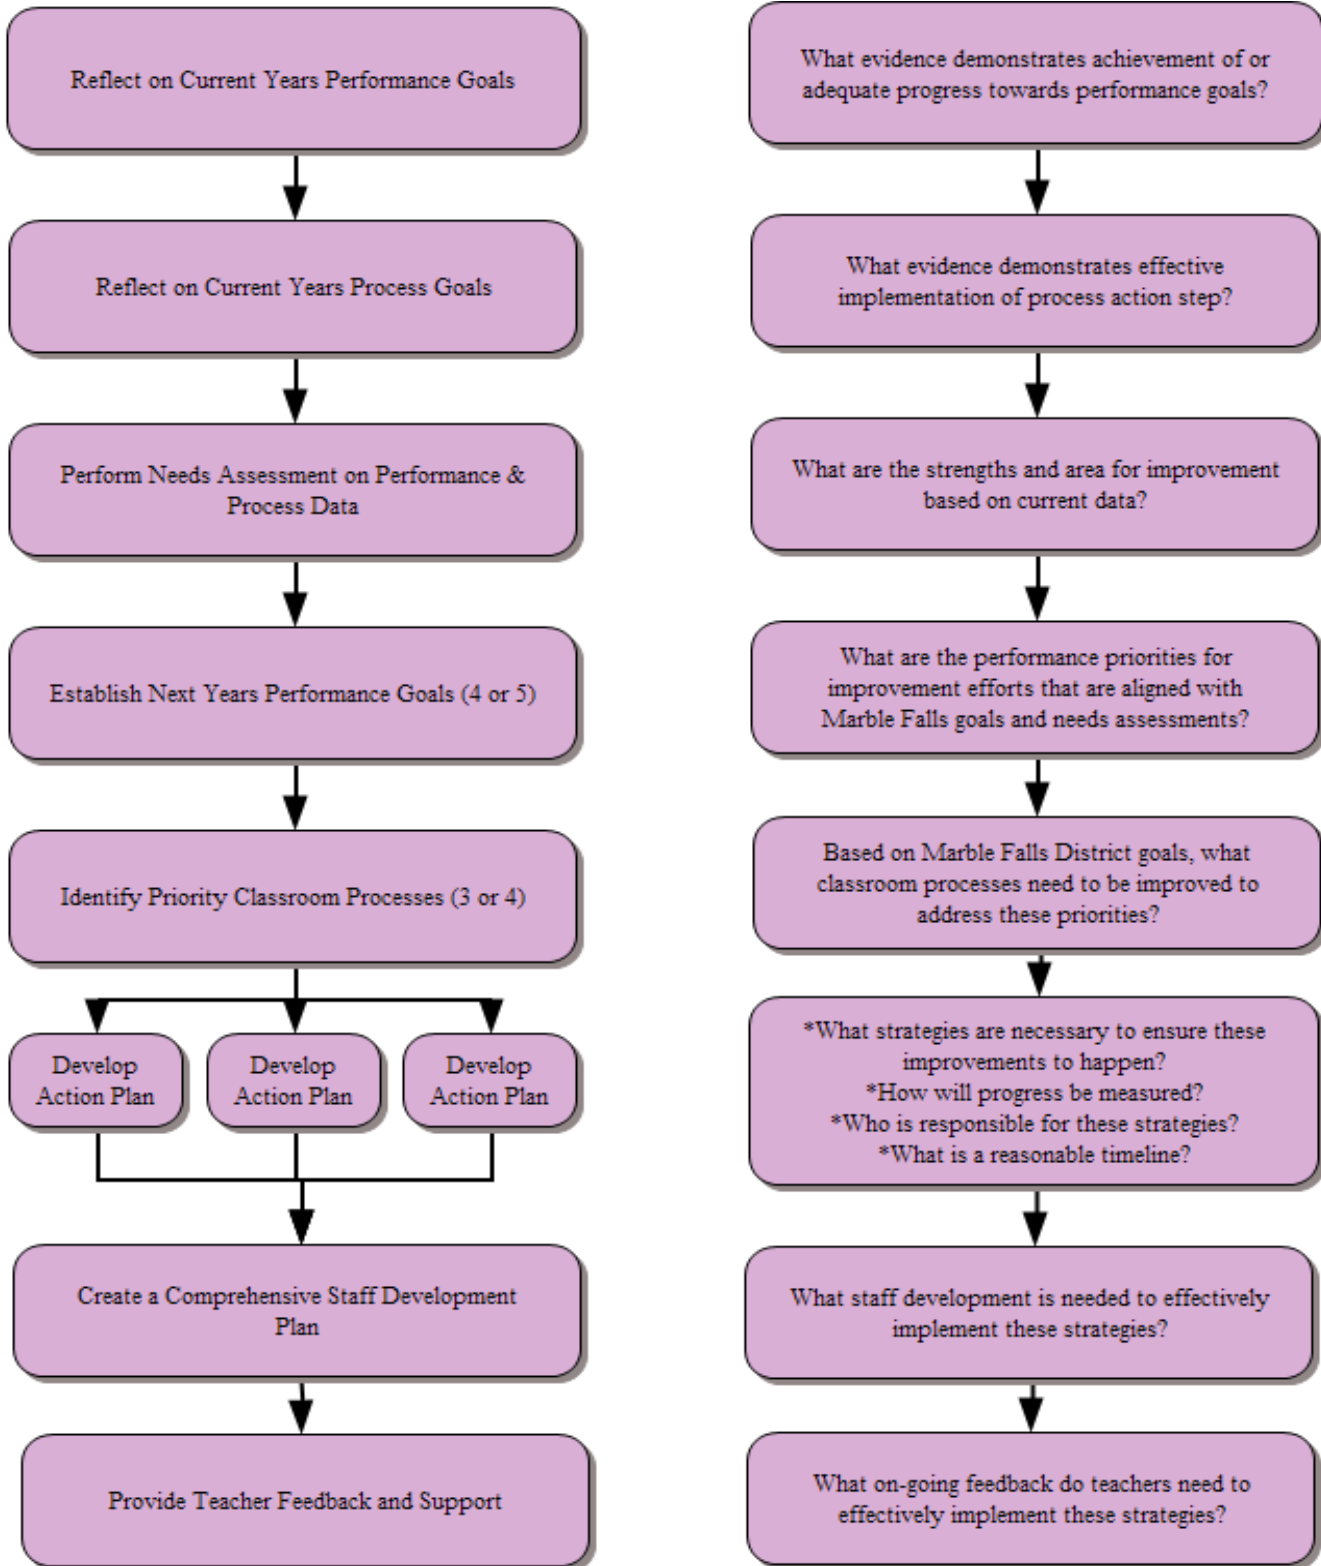 Reflect on Current Years Performance Goals
Reflect on Current Years Process Goals
Perform Needs Assessment on Performance &
Process Data
Establish Next Years Performance Goals (4 or 5)
Identify Priority Classroom Processes (3 or 4)
Develop
Action Plan
Develop
Action Plan
Develop
Action Plan
Create a Comprehensive Staff Development
Plan
Provide Teacher Feedback and Support
What evidence demonstrates achievement of or
adequate progress towards performance goals?
What evidence demonstrates effective
implementation of process action step?
What are the strengths and area for improvement
based on current data?
What are the performance priorities for
improvement efforts that are aligned with
Marble Falls goals and needs assessments?
Based on Marble Falls District goals, what
classroom processes need to be improved to
address these priorities?
*What strategies are necessary to ensure these
improvements to happen?
*How will progress be measured?
*Who is responsible for these strategies?
*What is a reasonable timeline?
What staff development is needed to effectively
implement these strategies?
What on-going feedback do teachers need to
effectively implement these strategies?